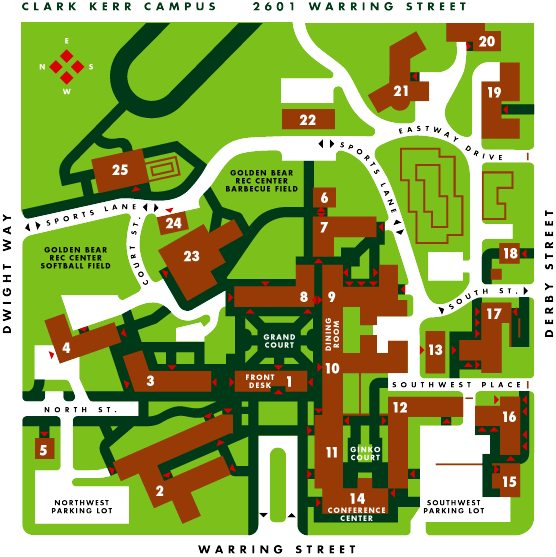 CLARK KERR CAMPUS 2601 WARRING STREET
E
N S
W
20
21
19
22
EASTWAY DRIVE
SPORTS LANE
25
GOLDEN BEAR
REC CENTER
BARBECUE FIELD
6
7
SPORTS LANE
24
COURT ST.
GOLDEN BEAR
REC CENTER
SOFTBALL FIELD
23
SPORTS LANE
18
DWIGHT WAY
DERBY STREET
8
9
SOUTH ST.
17
4
GRAND
COURT
DINING
ROOM
13
10
3
FRONT
DESK
1
SOUTHWEST PLACE
NORTH ST.
12
16
5
11
GINKO
COURT
2
15
14
CONFERENCE
CENTER
NORTHWEST
PARKING LOT
SOUTHWEST
PARKING LOT
WARRING STREET